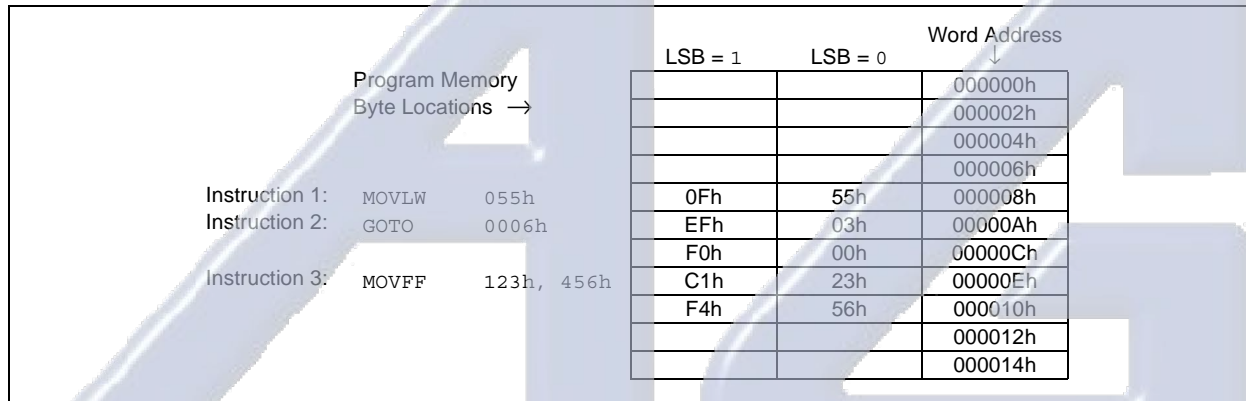 Word Address
LSB = 1 LSB = 0 ↓
Program Memory 000000h
Byte Locations → 000002h
000004h
000006h
Instruction 1: MOVLW 055h 0Fh 55h 000008h
Instruction 2: GOTO 0006h EFh 03h 00000Ah
F0h 00h 00000Ch
Instruction 3: MOVFF 123h, 456h C1h 23h 00000Eh
F4h 56h 000010h
000012h
000014h